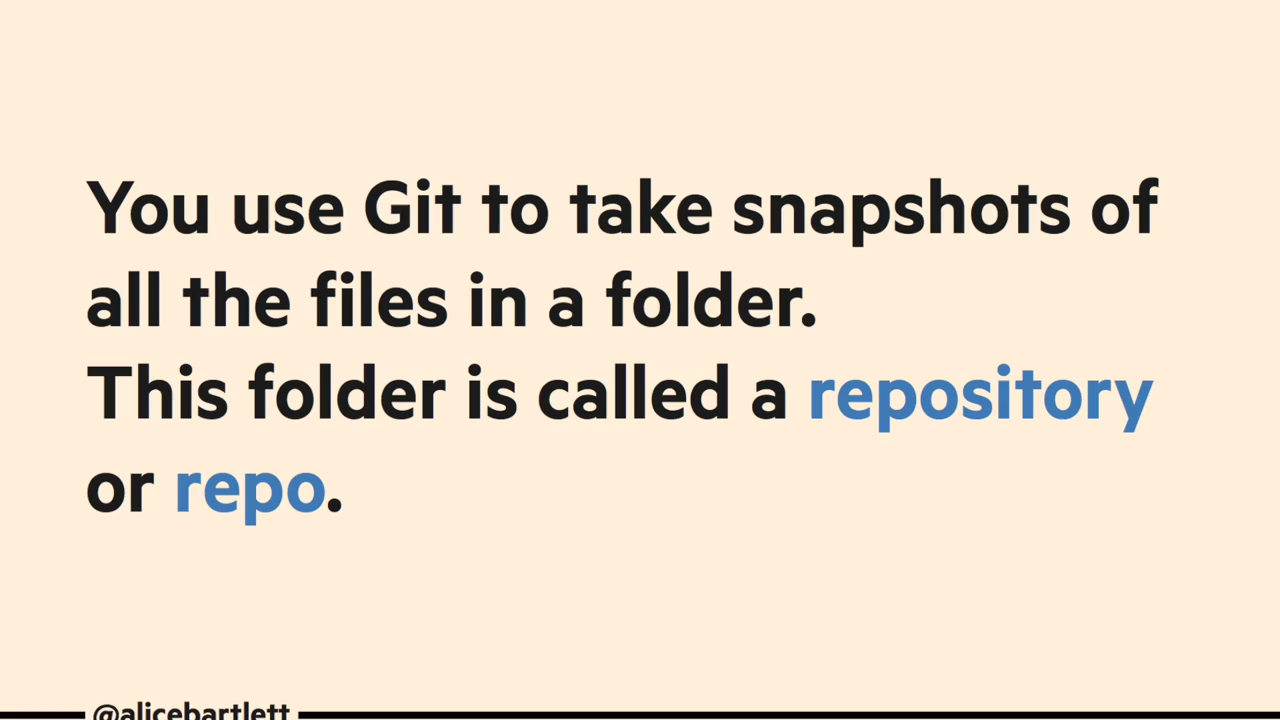 You use Git to take snapshots of
all the files in a folder.
This folder is called a repository
or repo.
@alicebartlett